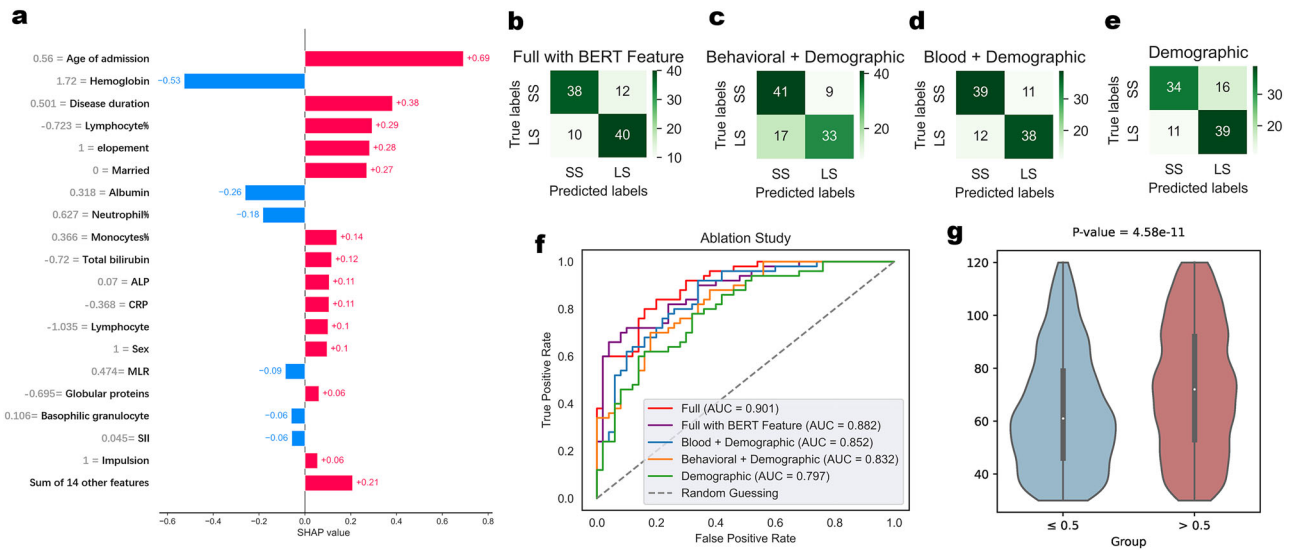 a
0.56 = Age of admission +0.69
1.72 = Hemoglobin −0.53
0.501 = Disease duration +0.38
-0.723 = Lymphocyte% +0.29
1 = elopement +0.28
0 = Married +0.27
0.318 = Albumin −0.26
0.627 = Neutrophil% −0.18
0.366 = Monocytes% +0.14
-0.72 = Total bilirubin +0.12
0.07 = ALP +0.11
-0.368 = CRP +0.11
-1.035 = Lymphocyte +0.1
1 = Sex +0.1
0.474= MLR −0.09
-0.695= Globular proteins +0.06
0.106= Basophilic granulocyte −0.06
0.045= SII −0.06
1 = Impulsion +0.06
Sum of 14 other features +0.21
−0.6 −0.4 −0.2 0.0 0.2 0.4 0.6 0.8
SHAP value
b
Full with BERT Feature
True labels
SS 38 12
LS 10 40
SS LS
Predicted labels
40
30
20
10
c
Behavioral + Demographic
True labels
SS 41 9
LS 17 33
SS LS
Predicted labels
40
20
d
Blood + Demographic
True labels
SS 39 11
LS 12 38
SS LS
Predicted labels
30
20
e
Demographic
True labels
SS 34 16
LS 11 39
SS LS
Predicted labels
30
20
f
Ablation Study
True Positive Rate
1.0
0.8
0.6
0.4
0.2
0.0
Full (AUC = 0.901)
Full with BERT Feature (AUC = 0.882)
Blood + Demographic (AUC = 0.852)
Behavioral + Demographic (AUC = 0.832)
Demographic (AUC = 0.797)
Random Guessing
0.0 0.2 0.4 0.6 0.8 1.0
False Positive Rate
g
P-value = 4.58e-11
120
100
80
60
40
≤ 0.5 > 0.5
Group